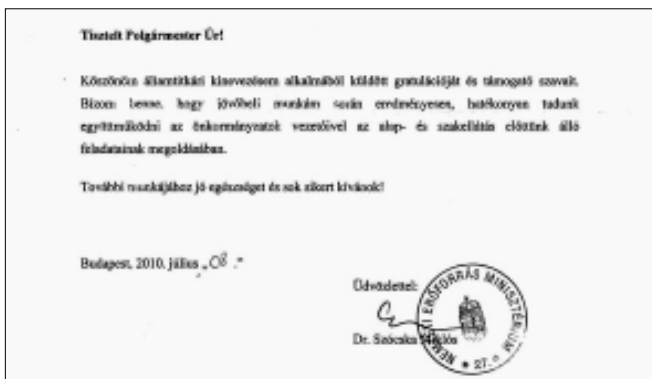 Tisztelt Polgármester Úr!
Köszönöm államtitkári kinevezésem alkalmából küldött gratulációját és támogató szavait.
Bízom benne, hogy jövőbeli munkám során eredményesen, hatékonyan tudunk
együttműködni az önkormányzatok vezetőivel az alap- és szakellátás előttünk álló
feladatainak megoldásában.
További munkájához jó egészséget és sok sikert kívánok!
Budapest, 2010. július „08."
Üdvözlettel:
Dr. Szócska Miklós
NEMZETI ERŐFORRÁS MINISZTÉRIUM * 27. *